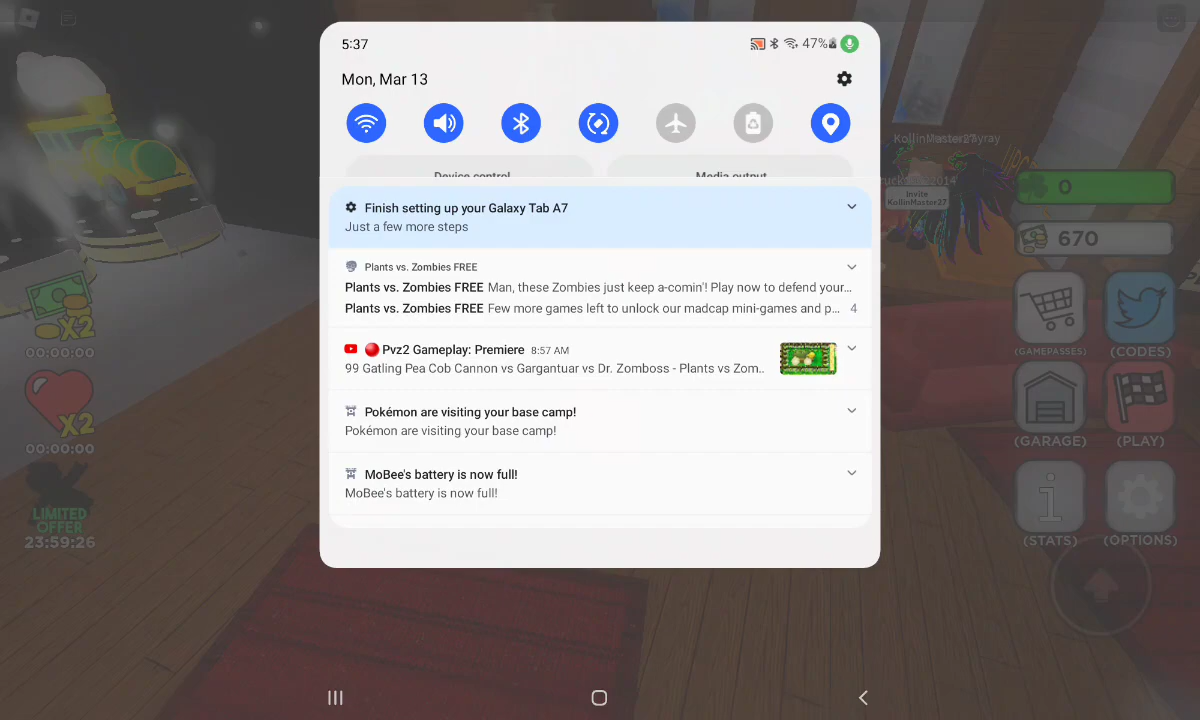 5:37
47%
Mon, Mar 13
Device control
Media output
Finish setting up your Galaxy Tab A7
Just a few more steps
Plants vs. Zombies FREE
Plants vs. Zombies FREE Man, these Zombies just keep a-comin'! Play now to defend your...
Plants vs. Zombies FREE Few more games left to unlock our madcap mini-games and p... 4
Pvz2 Gameplay: Premiere 8:57 AM
99 Gatling Pea Cob Cannon vs Gargantuar vs Dr. Zomboss - Plants vs Zom..
Pokémon are visiting your base camp!
Pokémon are visiting your base camp!
MoBee's battery is now full!
MoBee's battery is now full!
X2
00:00:00
X2
00:00:00
LIMITED
OFFER
23:59:26
KollinMaster27
2014
Invite
KollinMaster27
0
670
(GAMEPASSES)
(CODES)
(GARAGE)
(PLAY)
(STATS)
(OPTIONS)